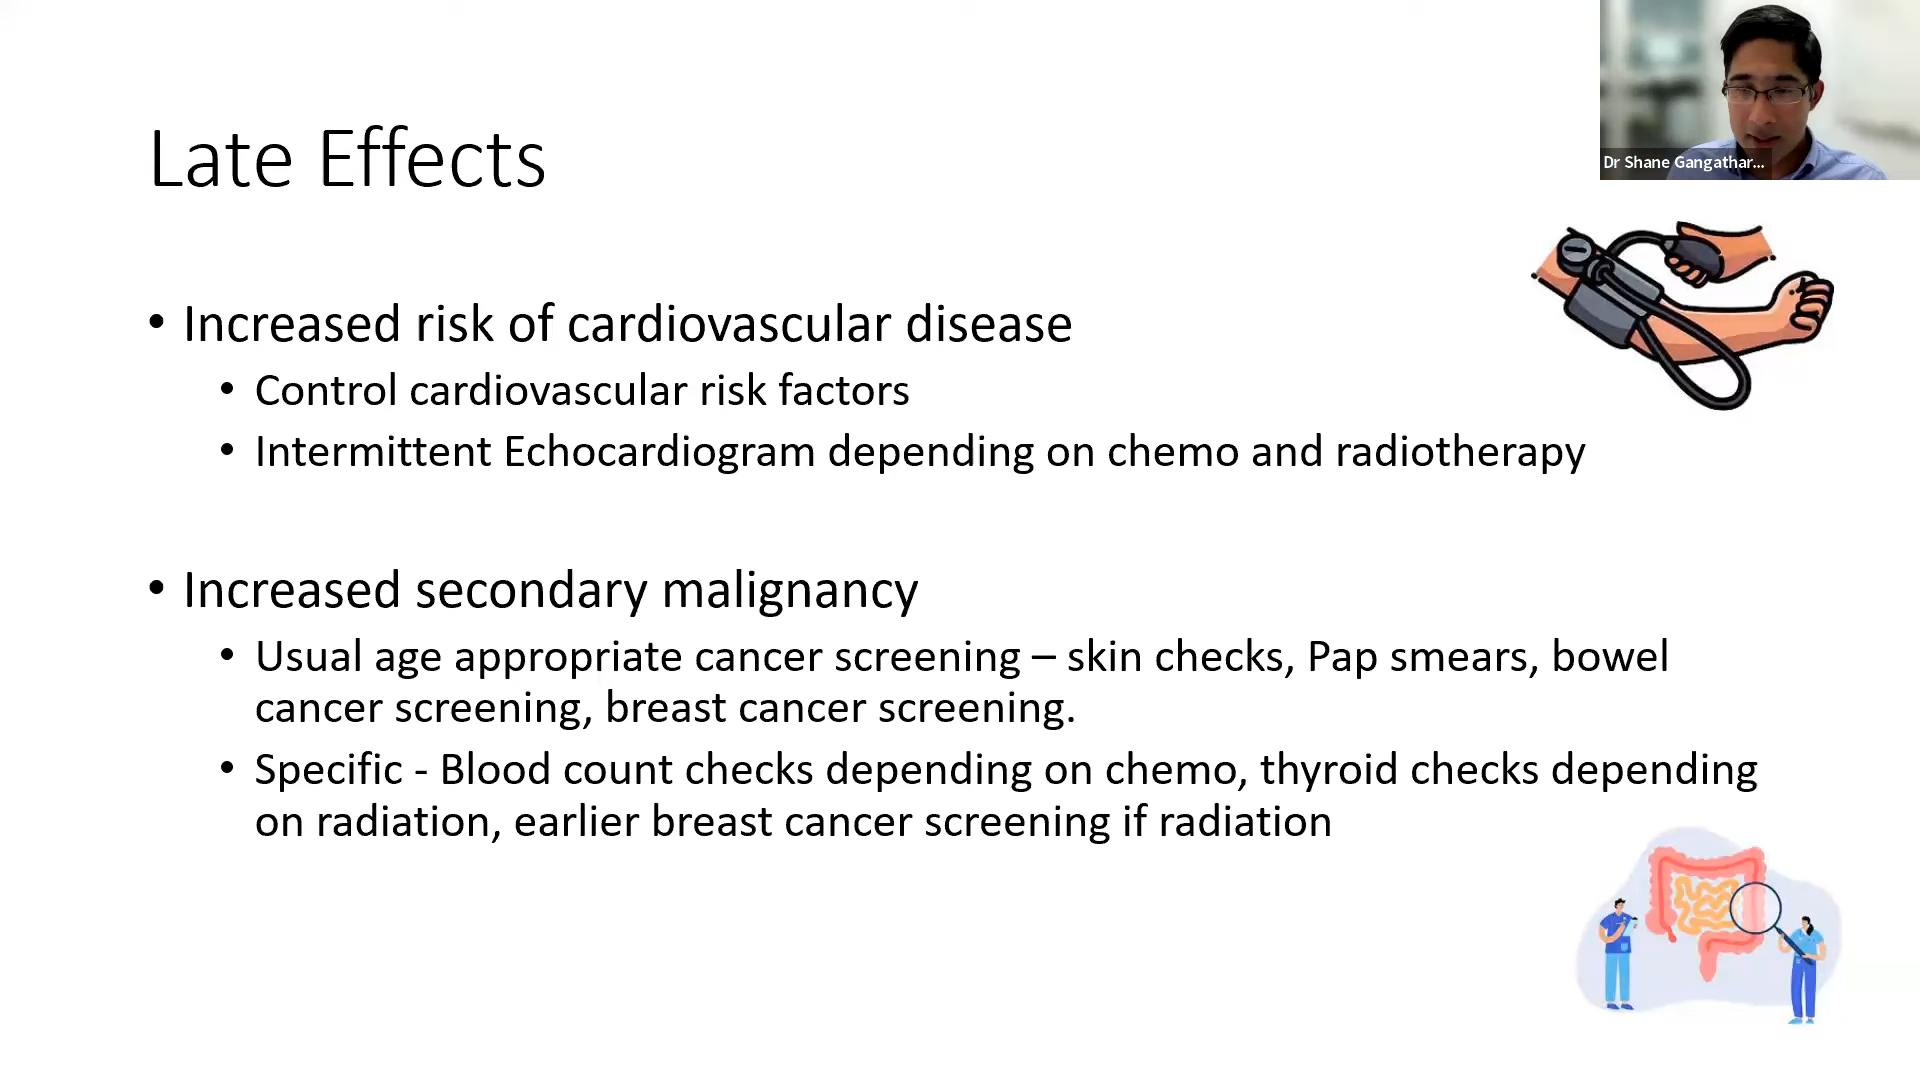 Dr Shane Gangathar...
Late Effects
• Increased risk of cardiovascular disease
• Control cardiovascular risk factors
• Intermittent Echocardiogram depending on chemo and radiotherapy
• Increased secondary malignancy
• Usual age appropriate cancer screening – skin checks, Pap smears, bowel
cancer screening, breast cancer screening.
• Specific - Blood count checks depending on chemo, thyroid checks depending
on radiation, earlier breast cancer screening if radiation